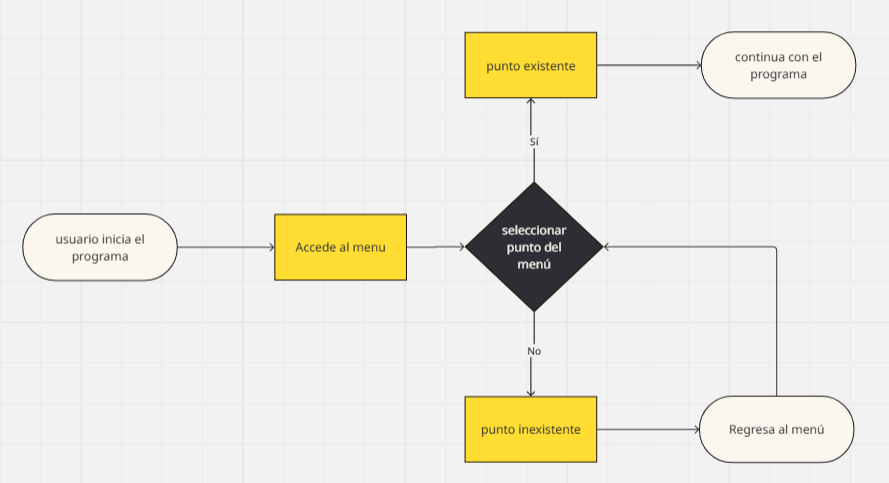 punto existente
continua con el
programa
Sí
usuario inicia el
programa
Accede al menu
seleccionar
punto del
menú
No
punto inexistente
Regresa al menú